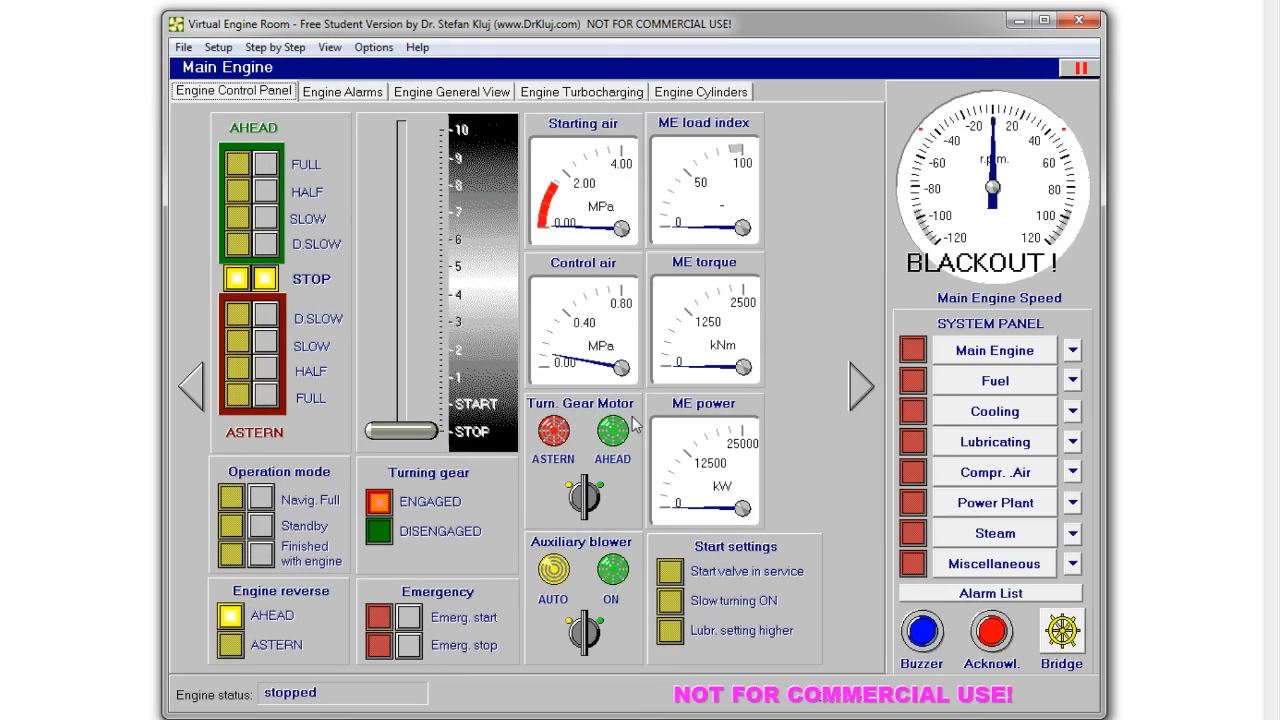 Virtual Engine Room - Free Student Version by Dr. Stefan Kluj (www.DrKluj.com)   NOT FOR COMMERCIAL USE!
File Setup Step by Step View Options Help
Main Engine
Engine Control Panel Engine Alarms Engine General View Engine Turbocharging Engine Cylinders
AHEAD
FULL
HALF
SLOW
D.SLOW
STOP
D.SLOW
SLOW
HALF
FULL
ASTERN
10
9
8
7
6
5
4
3
2
1
START
STOP
Starting air
4.00
2.00
MPa
0.00
ME load index
100
50
-
0
Control air
0.80
0.40
MPa
0.00
ME torque
2500
1250
kNm
0
Turn. Gear Motor
ASTERN AHEAD
ME power
25000
12500
kW
0
Operation mode
Navig. Full
Standby
Finished
with engine
Turning gear
ENGAGED
DISENGAGED
Auxiliary blower
AUTO ON
Start settings
Start valve in service
Slow turning ON
Lubr. setting higher
Engine reverse
AHEAD
ASTERN
Emergency
Emerg. start
Emerg. stop
-20 20
-40 40
r.p.m.
-60 60
-80 80
-100 100
-120 120
BLACKOUT !
Main Engine Speed
SYSTEM PANEL
Main Engine
Fuel
Cooling
Lubricating
Compr. .Air
Power Plant
Steam
Miscellaneous
Alarm List
Buzzer Acknowl. Bridge
Engine status: stopped
NOT FOR COMMERCIAL USE!